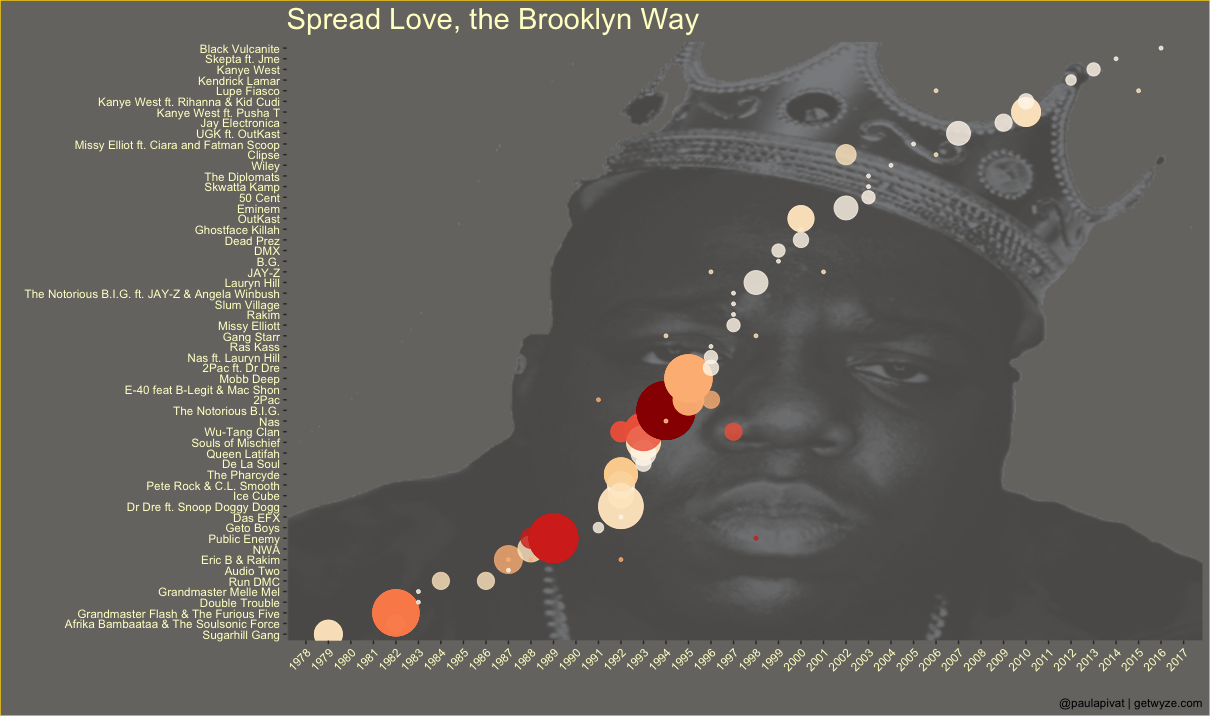 Spread Love, the Brooklyn Way
Black Vulcanite
Skepta ft. Jme
Kanye West
Kendrick Lamar
Lupe Fiasco
Kanye West ft. Rihanna & Kid Cudi
Kanye West ft. Pusha T
Jay Electronica
UGK ft. OutKast
Missy Elliot ft. Ciara and Fatman Scoop
Clipse
Wiley
The Diplomats
Skwatta Kamp
50 Cent
Eminem
OutKast
Ghostface Killah
Dead Prez
DMX
B.G.
JAY-Z
Lauryn Hill
The Notorious B.I.G. ft. JAY-Z & Angela Winbush
Slum Village
Rakim
Missy Elliott
Gang Starr
Ras Kass
Nas ft. Lauryn Hill
2Pac ft. Dr Dre
Mobb Deep
E-40 feat B-Legit & Mac Shon
2Pac
The Notorious B.I.G.
Nas
Wu-Tang Clan
Souls of Mischief
Queen Latifah
De La Soul
The Pharcyde
Pete Rock & C.L. Smooth
Ice Cube
Dr Dre ft. Snoop Doggy Dogg
Das EFX
Geto Boys
Public Enemy
NWA
Eric B & Rakim
Audio Two
Run DMC
Grandmaster Melle Mel
Double Trouble
Grandmaster Flash & The Furious Five
Afrika Bambaataa & The Soulsonic Force
Sugarhill Gang
1978 1979 1980 1981 1982 1983 1984 1985 1986 1987 1988 1989 1990 1991 1992 1993 1994 1995 1996 1997 1998 1999 2000 2001 2002 2003 2004 2005 2006 2007 2008 2009 2010 2011 2012 2013 2014 2015 2016 2017
@paulapivat | getwyze.com